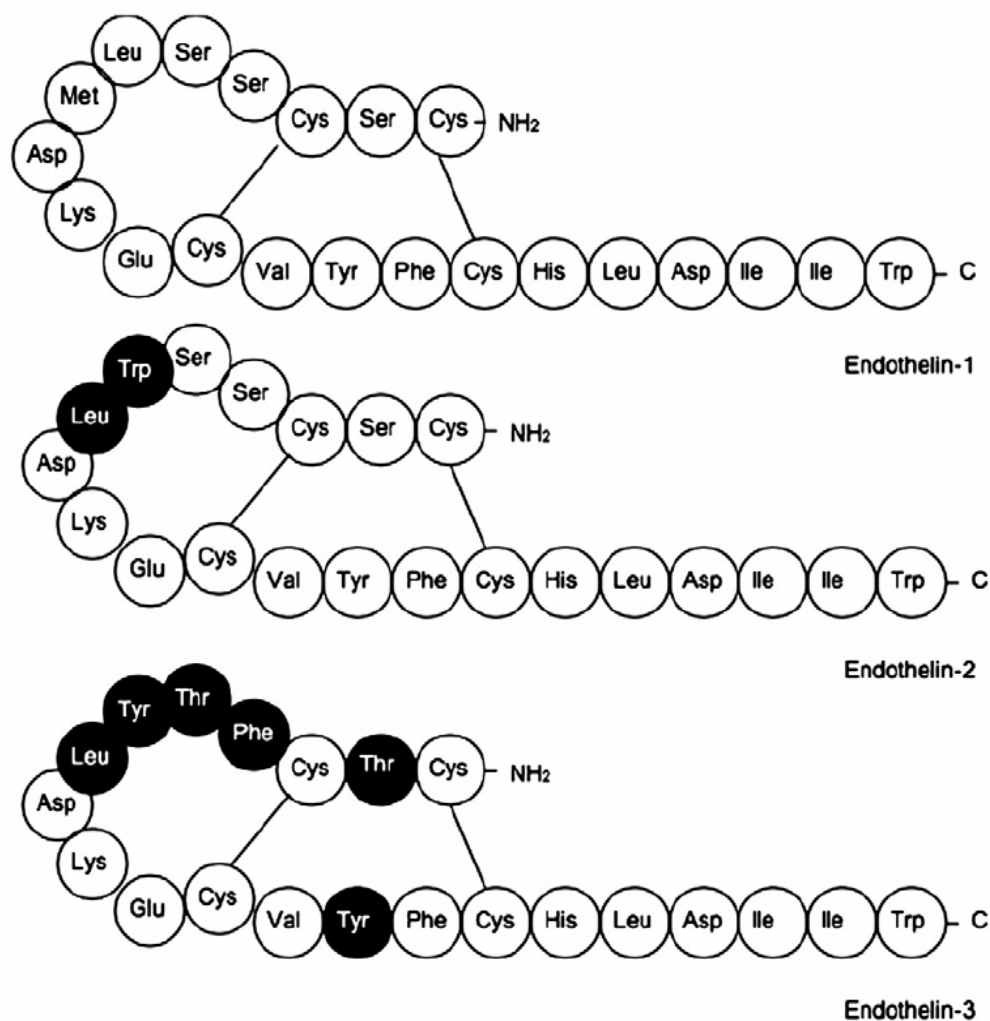 Leu Ser
Met Ser
Cys Ser Cys NH2
Asp
Lys
Glu Cys Val Tyr Phe Cys His Leu Asp Ile Ile Trp C
Endothelin-1
Trp Ser
Leu Ser
Cys Ser Cys NH2
Asp
Lys
Glu Cys Val Tyr Phe Cys His Leu Asp Ile Ile Trp C
Endothelin-2
Tyr Thr
Leu Phe
Cys Thr Cys NH2
Asp
Lys
Glu Cys Val Tyr Phe Cys His Leu Asp Ile Ile Trp C
Endothelin-3